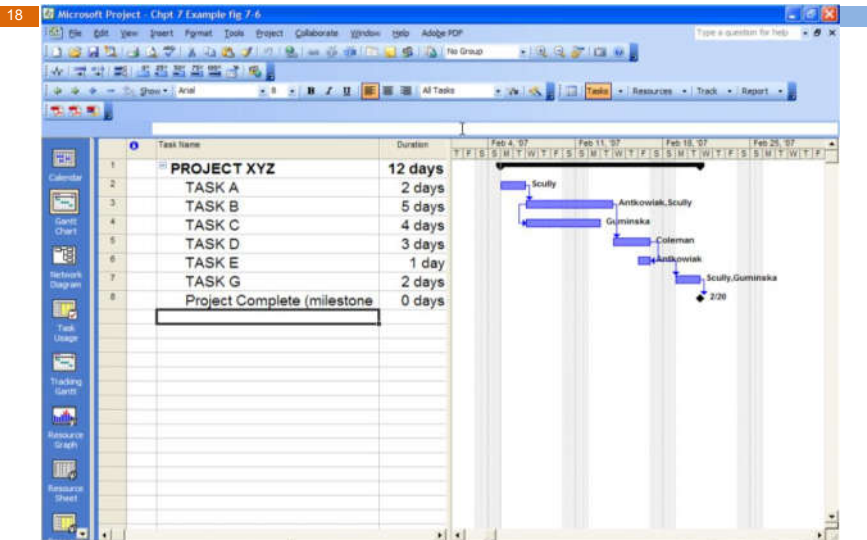 18
Microsoft Project - Chpt 7 Example fig 7-6
File Edit View Insert Format Tools Project Collaborate Window Help Adobe PDF
Type a question for help
No Group
Show Arial 8 B I U All Tasks Tasks Resources Track Report
Task Name Duration Feb 4, '07 Feb 11, '07 Feb 18, '07 Feb 25, '07
T F S S M T W T F S S M T W T F S S M T W T F S S M T W T F
1 PROJECT XYZ 12 days
2 TASK A 2 days Scully
3 TASK B 5 days Antkowiak,Scully
4 TASK C 4 days Guminska
5 TASK D 3 days Coleman
6 TASK E 1 day Antkowiak
7 TASK G 2 days Scully,Guminska
8 Project Complete (milestone 0 days 2/20
Calendar
Gantt
Chart
Network
Diagram
Task
Usage
Tracking
Gantt
Resource
Graph
Resource
Sheet